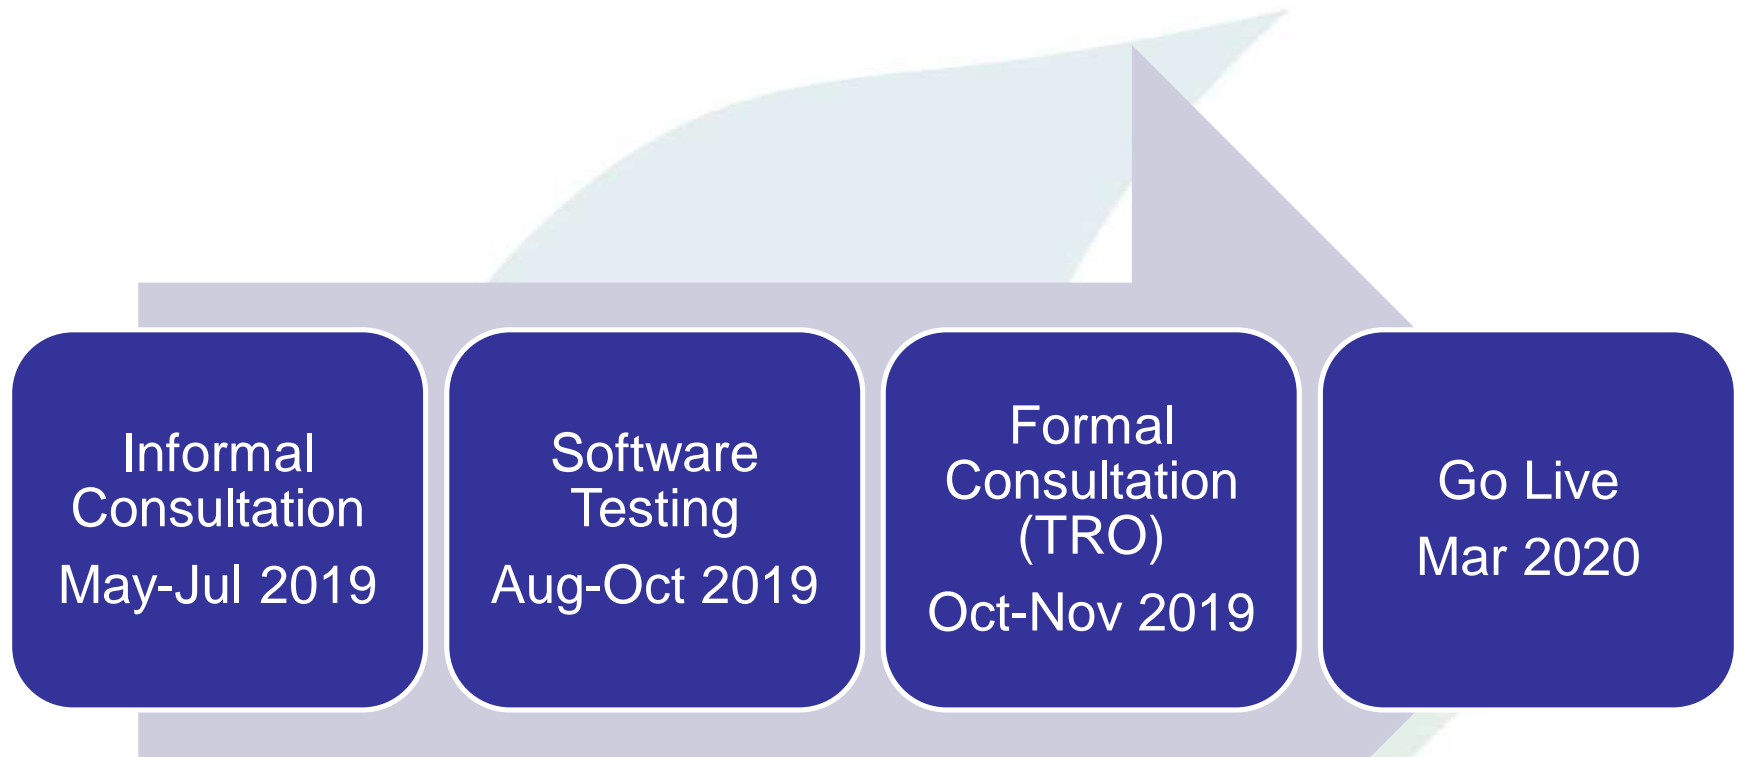 Informal
Consultation
May-Jul 2019
Software
Testing
Aug-Oct 2019
Formal
Consultation
(TRO)
Oct-Nov 2019
Go Live
Mar 2020